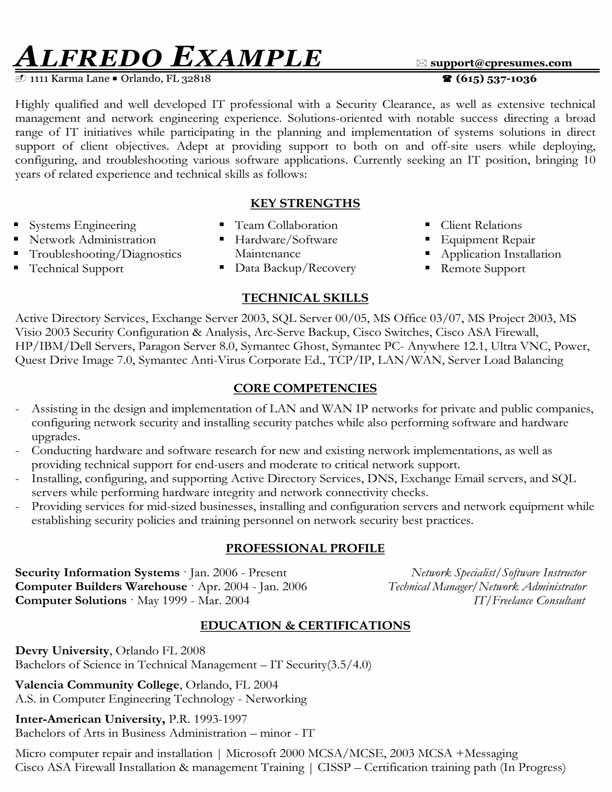 ALFREDO EXAMPLE
✉ support@cpresumes.com
1111 Karma Lane ▪ Orlando, FL 32818
☎ (615) 537-1036
Highly qualified and well developed IT professional with a Security Clearance, as well as extensive technical
management and network engineering experience. Solutions-oriented with notable success directing a broad
range of IT initiatives while participating in the planning and implementation of systems solutions in direct
support of client objectives. Adept at providing support to both on and off-site users while deploying,
configuring, and troubleshooting various software applications. Currently seeking an IT position, bringing 10
years of related experience and technical skills as follows:
KEY STRENGTHS
▪ Systems Engineering
▪ Network Administration
▪ Troubleshooting/Diagnostics
▪ Technical Support
▪ Team Collaboration
▪ Hardware/Software
Maintenance
▪ Data Backup/Recovery
▪ Client Relations
▪ Equipment Repair
▪ Application Installation
▪ Remote Support
TECHNICAL SKILLS
Active Directory Services, Exchange Server 2003, SQL Server 00/05, MS Office 03/07, MS Project 2003, MS
Visio 2003 Security Configuration & Analysis, Arc-Serve Backup, Cisco Switches, Cisco ASA Firewall,
HP/IBM/Dell Servers, Paragon Server 8.0, Symantec Ghost, Symantec PC- Anywhere 12.1, Ultra VNC, Power,
Quest Drive Image 7.0, Symantec Anti-Virus Corporate Ed., TCP/IP, LAN/WAN, Server Load Balancing
CORE COMPETENCIES
- Assisting in the design and implementation of LAN and WAN IP networks for private and public companies,
configuring network security and installing security patches while also performing software and hardware
upgrades.
- Conducting hardware and software research for new and existing network implementations, as well as
providing technical support for end-users and moderate to critical network support.
- Installing, configuring, and supporting Active Directory Services, DNS, Exchange Email servers, and SQL
servers while performing hardware integrity and network connectivity checks.
- Providing services for mid-sized businesses, installing and configuration servers and network equipment while
establishing security policies and training personnel on network security best practices.
PROFESSIONAL PROFILE
Security Information Systems · Jan. 2006 - Present Network Specialist/Software Instructor
Computer Builders Warehouse · Apr. 2004 - Jan. 2006 Technical Manager/Network Administrator
Computer Solutions · May 1999 - Mar. 2004 IT/Freelance Consultant
EDUCATION & CERTIFICATIONS
Devry University, Orlando FL 2008
Bachelors of Science in Technical Management – IT Security(3.5/4.0)
Valencia Community College, Orlando, FL 2004
A.S. in Computer Engineering Technology - Networking
Inter-American University, P.R. 1993-1997
Bachelors of Arts in Business Administration – minor - IT
Micro computer repair and installation | Microsoft 2000 MCSA/MCSE, 2003 MCSA +Messaging
Cisco ASA Firewall Installation & management Training | CISSP – Certification training path (In Progress)